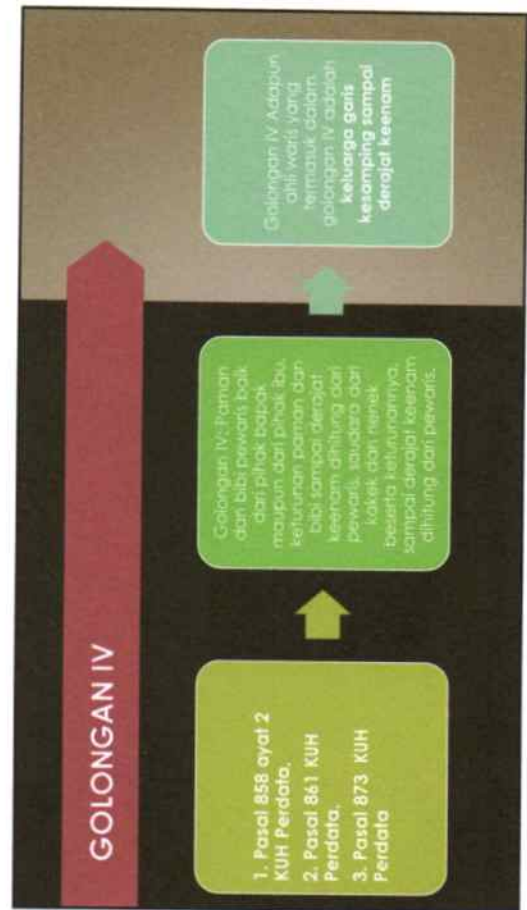 GOLONGAN IV
1. Pasal 858 ayat 2
KUH Perdata.
2. Pasal 861 KUH
Perdata.
3. Pasal 873 KUH
Perdata
Golongan IV: Paman
dan bibi pewaris baik
dari pihak bapak
maupun dari pihak ibu,
keturunan paman dan
bibi sampai derajat
keenam dihitung dari
pewaris, saudara dari
kakek dan nenek
beserta keturunannya,
sampai derajat keenam
dihitung dari pewaris.
Golongan IV Adapun
ahli waris yang
termasuk dalam
golongan IV adalah
keluarga garis
kesamping sampai
derajat keenam